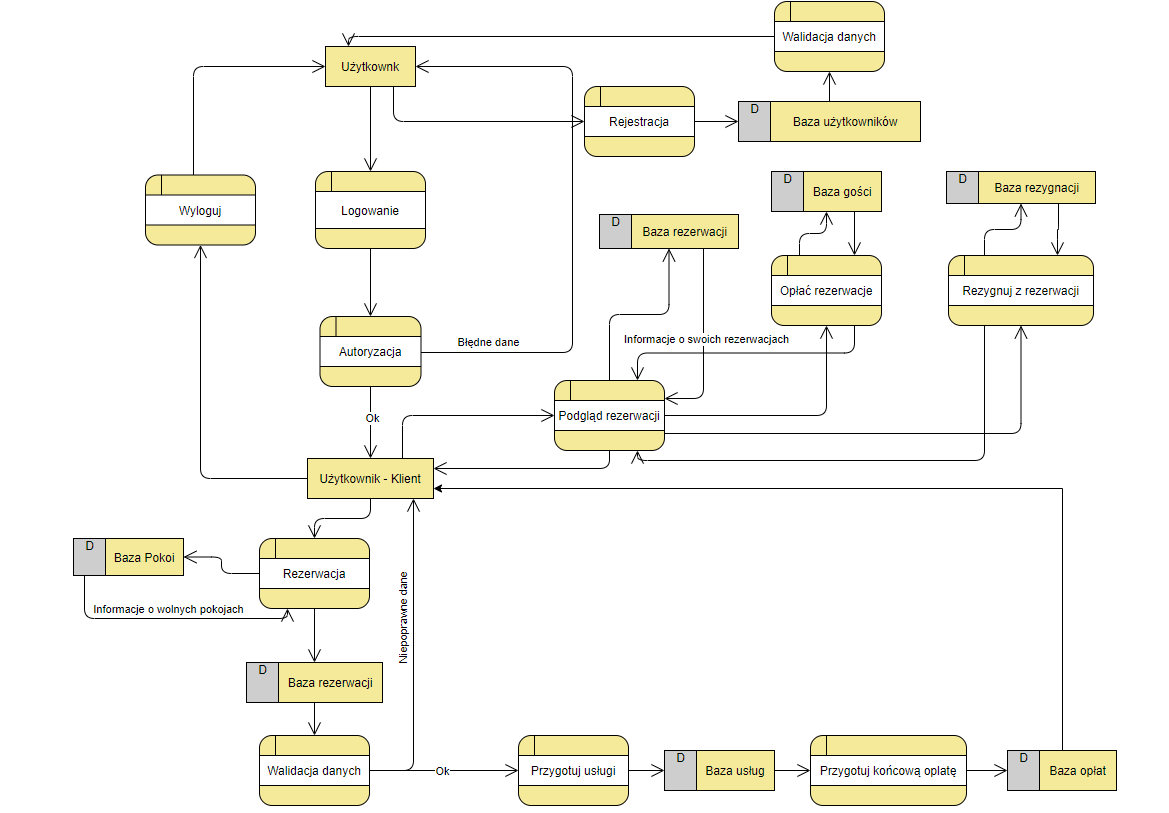 Walidacja danych
Użytkownk
D
Baza użytkowników
Rejestracja
D
Baza gości
D
Baza rezygnacji
Wyloguj
Logowanie
D
Baza rezerwacji
Opłać rezerwacje
Rezygnuj z rezerwacji
Informacje o swoich rezerwacjach
Błędne dane
Autoryzacja
Ok
Podgląd rezerwacji
Użytkownik - Klient
D
Baza Pokoi
Rezerwacja
Informacje o wolnych pokojach
Niepoprawne dane
D
Baza rezerwacji
Walidacja danych
Ok
Przygotuj usługi
D
Baza usług
Przygotuj końcową opłatę
D
Baza opłat